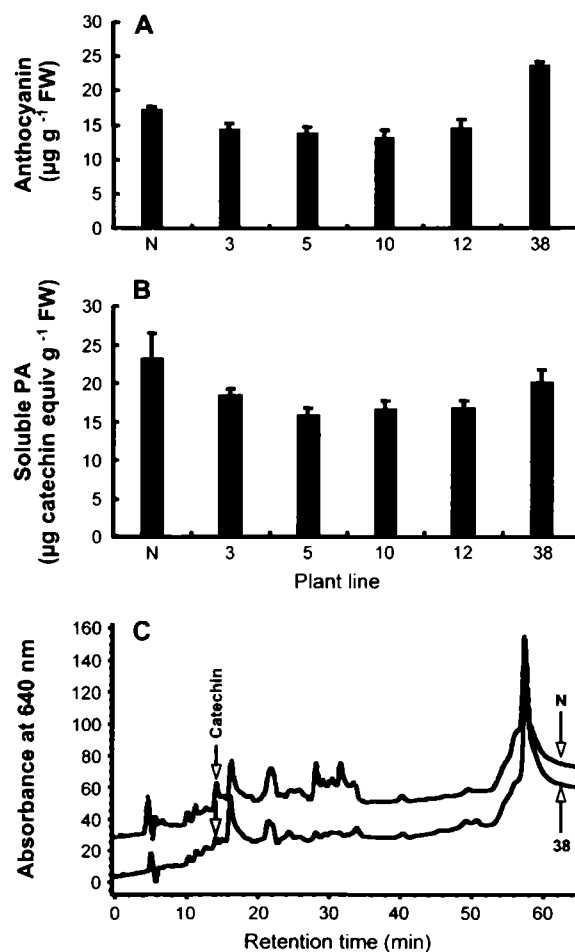 A
Anthocyanin
(µg g⁻¹ FW)
30
25
20
15
10
5
0
N 3 5 10 12 38
B
Soluble PA
(µg catechin equiv g⁻¹ FW)
30
25
20
15
10
5
0
N 3 5 10 12 38
Plant line
C
Absorbance at 640 nm
160
140
120
100
80
60
40
20
0
Catechin
N
38
0 10 20 30 40 50 60
Retention time (min)